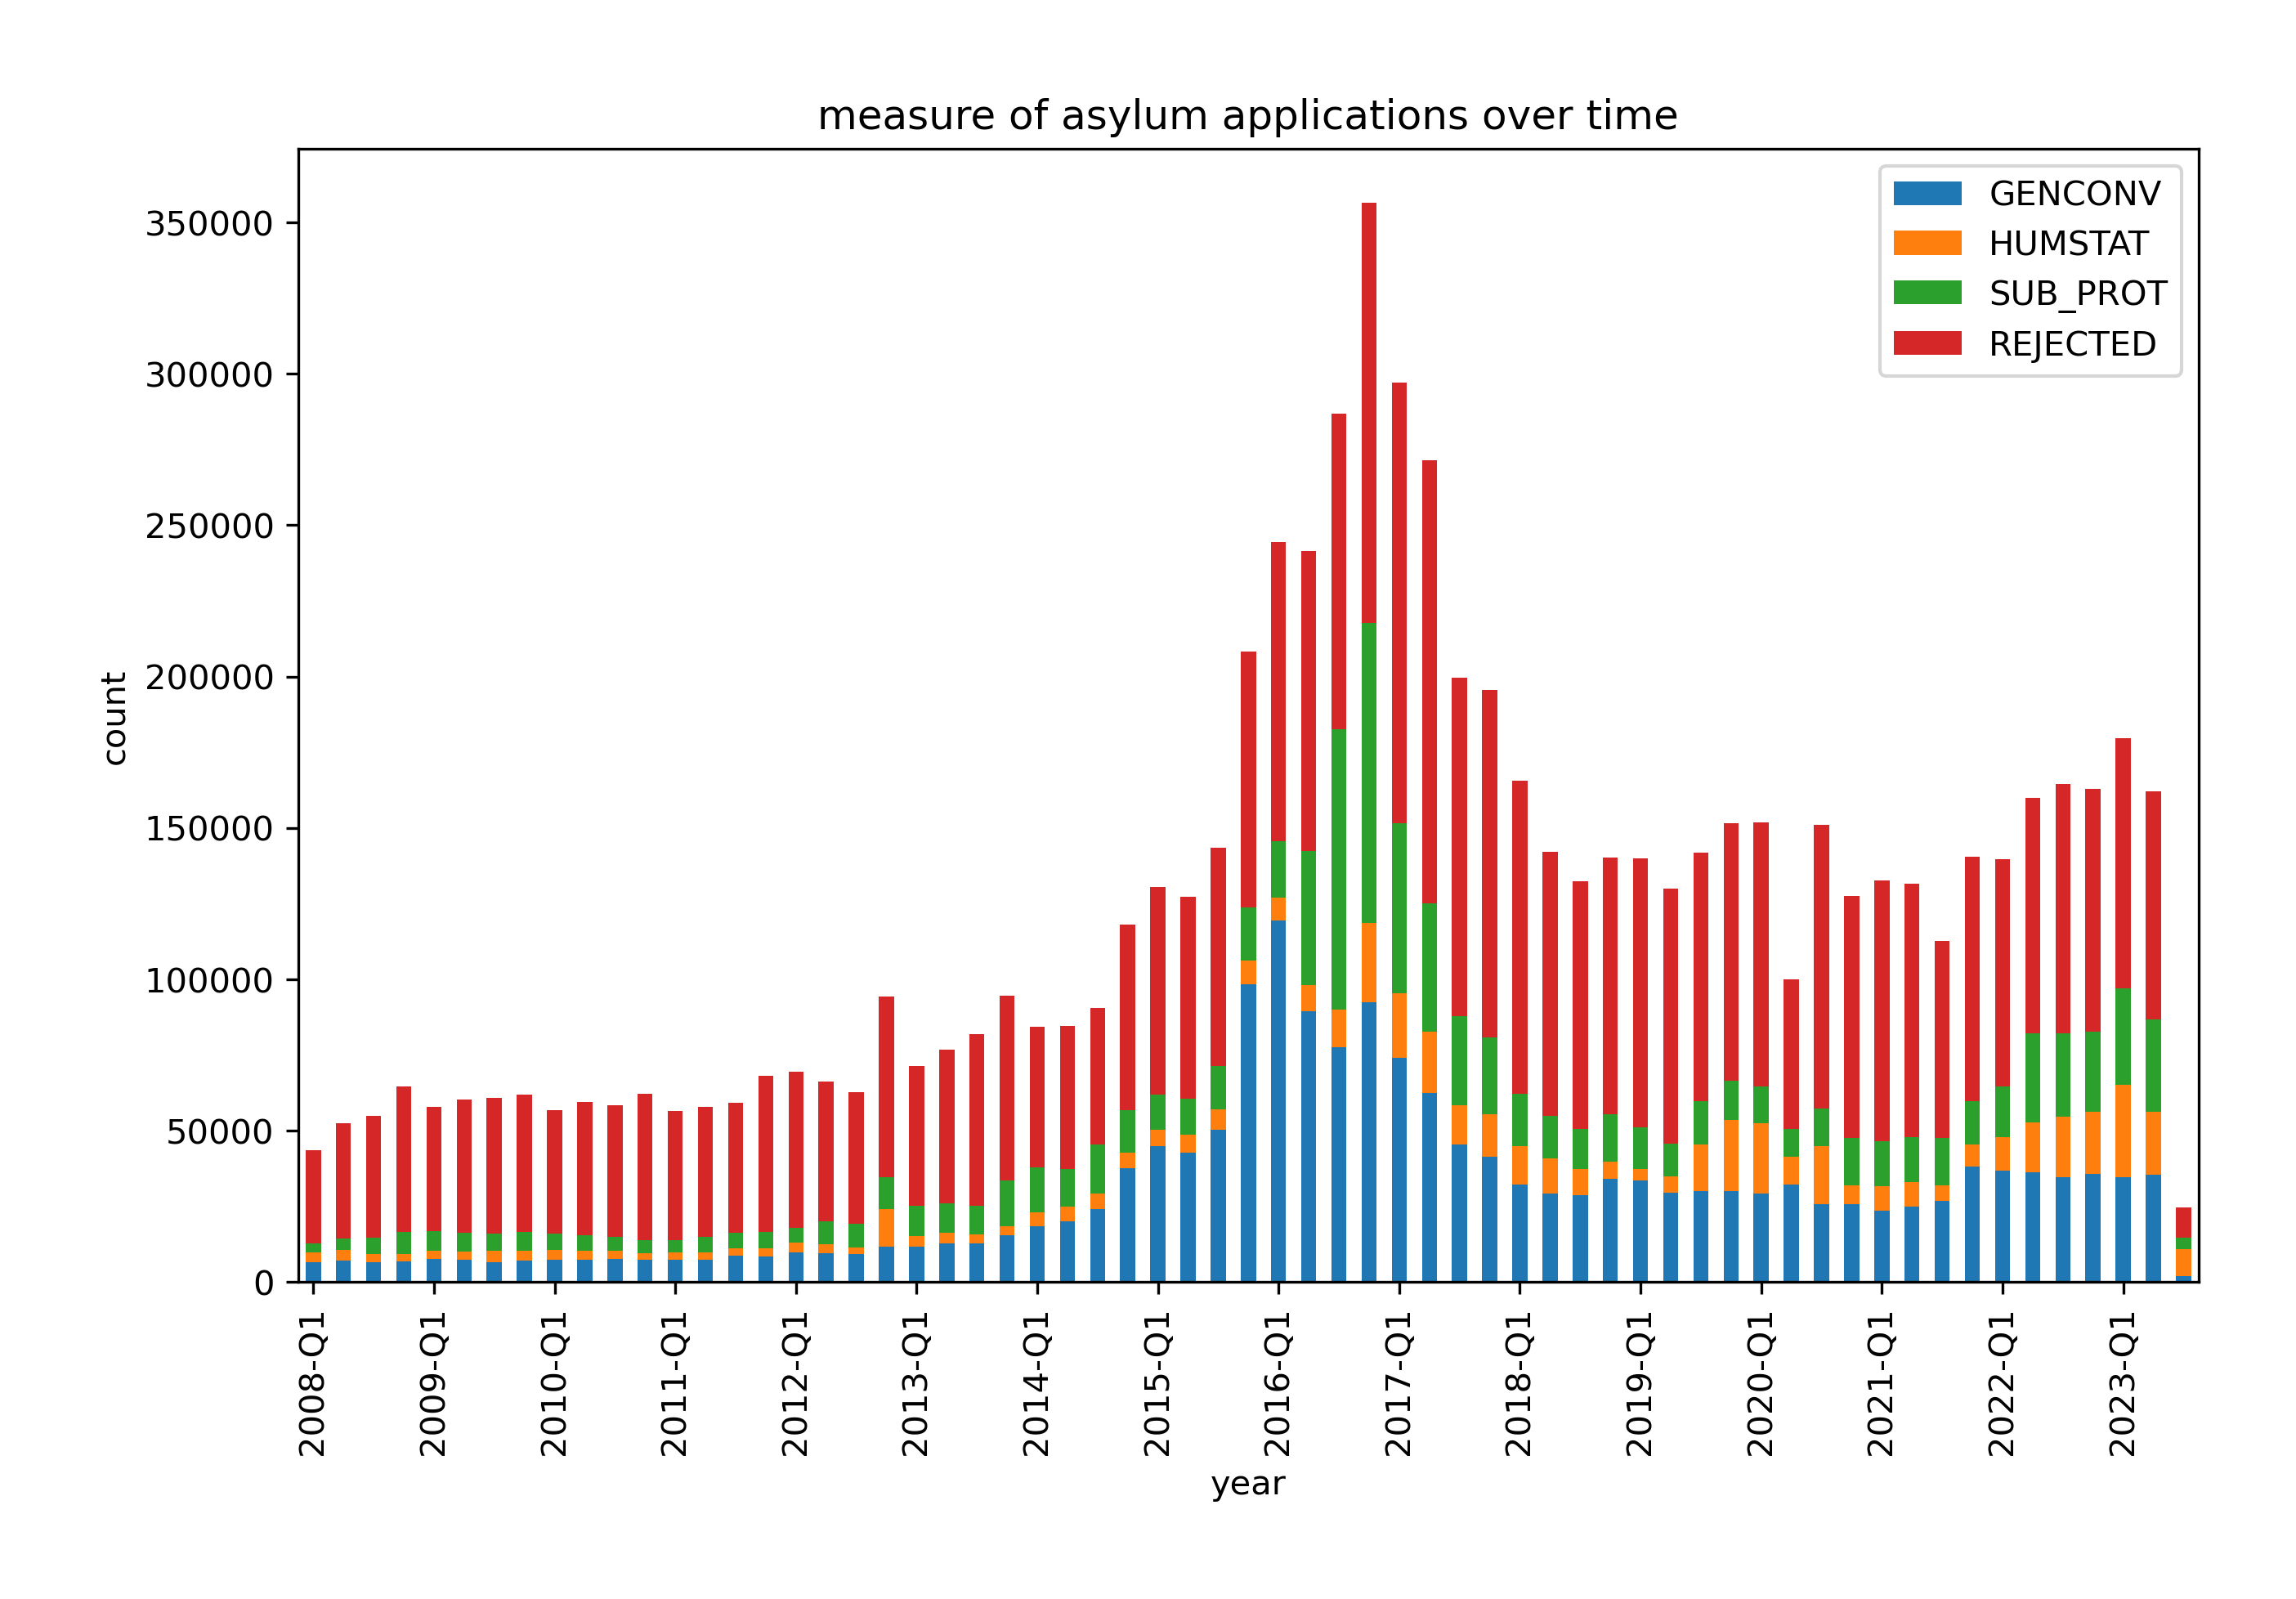 measure of asylum applications over time
GENCONV
HUMSTAT
SUB_PROT
REJECTED
count
350000
300000
250000
200000
150000
100000
50000
0
2008-Q1
2009-Q1
2010-Q1
2011-Q1
2012-Q1
2013-Q1
2014-Q1
2015-Q1
2016-Q1
2017-Q1
2018-Q1
2019-Q1
2020-Q1
2021-Q1
2022-Q1
2023-Q1
year